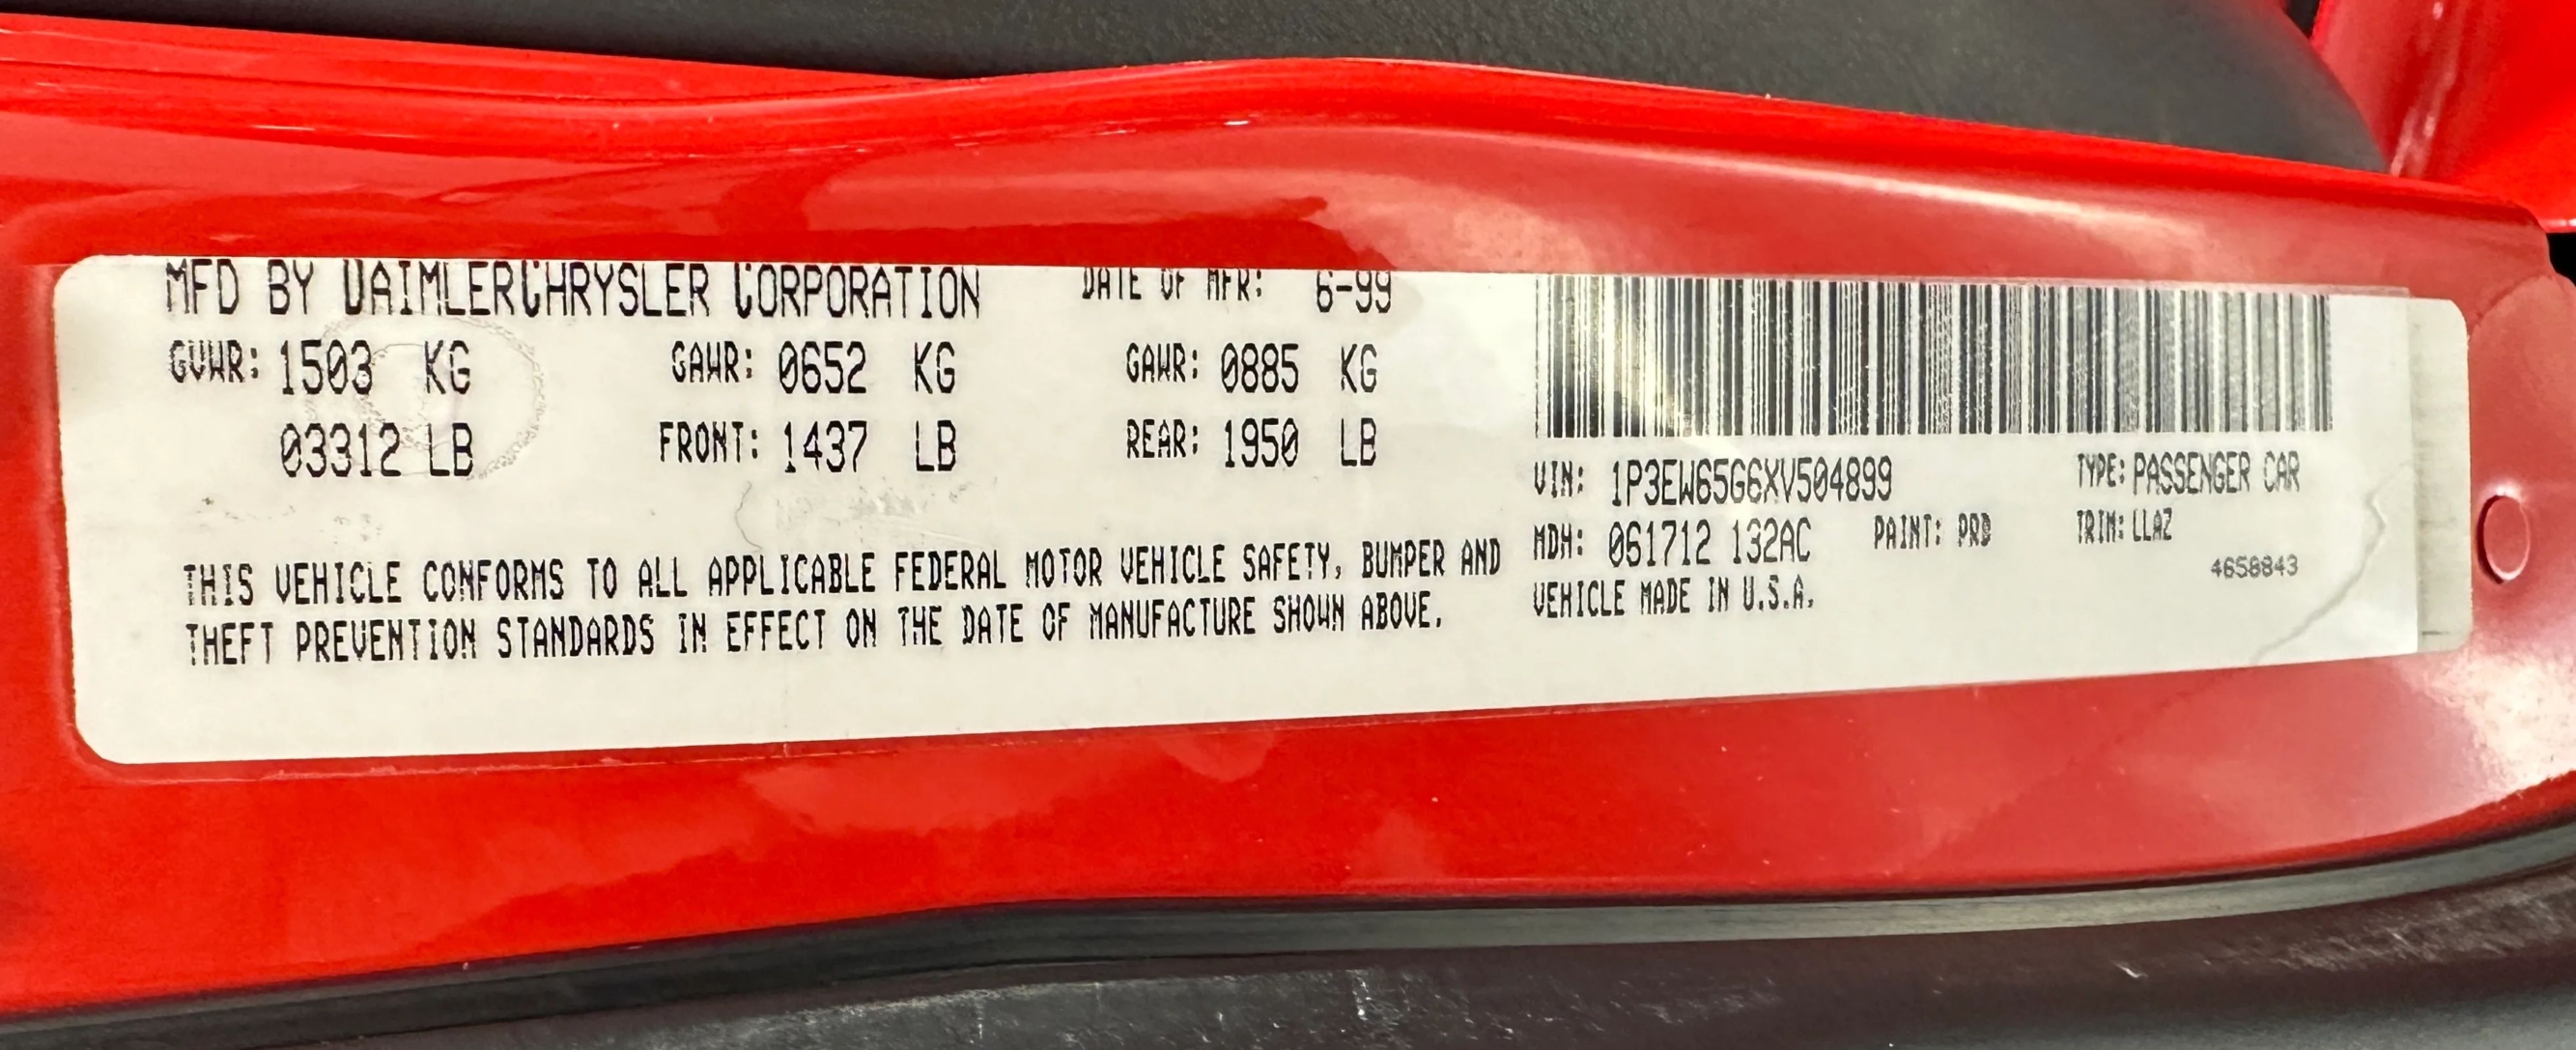 MFD BY DAIMLERCHRYSLER CORPORATION DATE OF MFR: 6-99
GVWR: 1503 KG GAWR: 0652 KG GAWR: 0885 KG
03312 LB FRONT: 1437 LB REAR: 1950 LB
THIS VEHICLE CONFORMS TO ALL APPLICABLE FEDERAL MOTOR VEHICLE SAFETY, BUMPER AND
THEFT PREVENTION STANDARDS IN EFFECT ON THE DATE OF MANUFACTURE SHOWN ABOVE.
VIN: 1P3EW65G6XV504899 TYPE: PASSENGER CAR
MDH: 061712 132AC PAINT: PRD TRIM: LLAZ
VEHICLE MADE IN U.S.A. 4658843